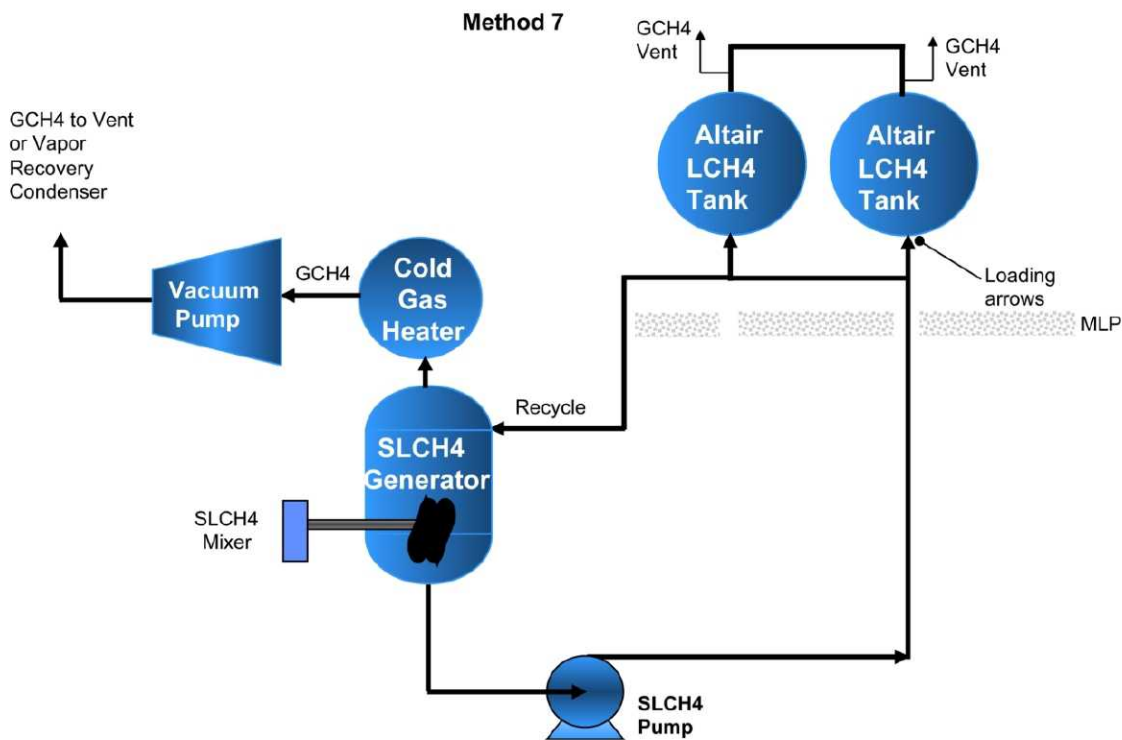 Method 7
GCH4
Vent
GCH4
Vent
GCH4 to Vent
or Vapor
Recovery
Condenser
Altair
LCH4
Tank
Altair
LCH4
Tank
Vacuum
Pump
GCH4
Cold
Gas
Heater
Loading
arrows
MLP
Recycle
SLCH4
Generator
SLCH4
Mixer
SLCH4
Pump